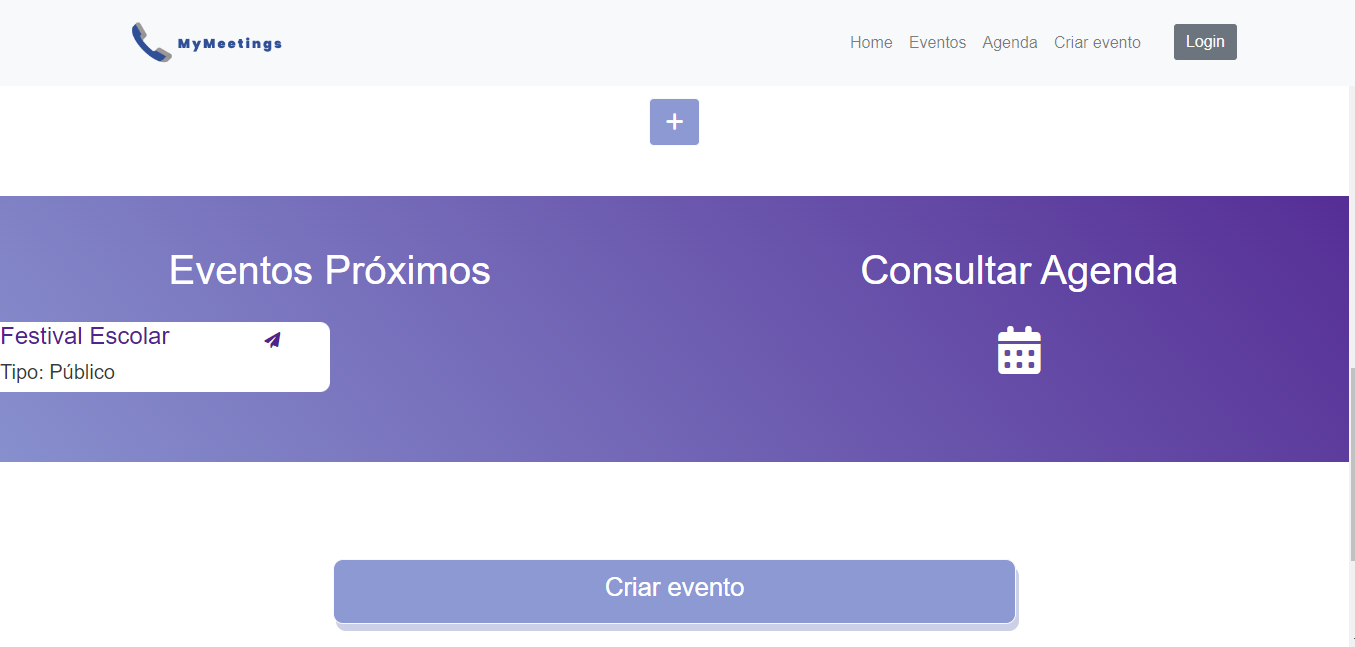 MyMeetings
Home Eventos Agenda Criar evento Login
+
Eventos Próximos
Consultar Agenda
Festival Escolar
Tipo: Público
Criar evento